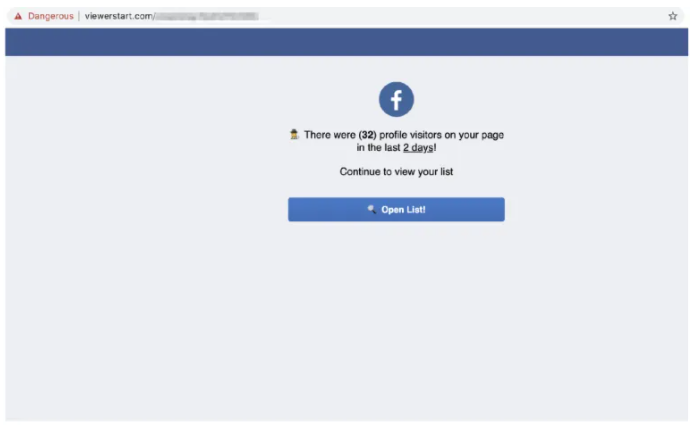 Dangerous | viewerstart.com/
There were (32) profile visitors on your page
in the last 2 days!
Continue to view your list
Open List!